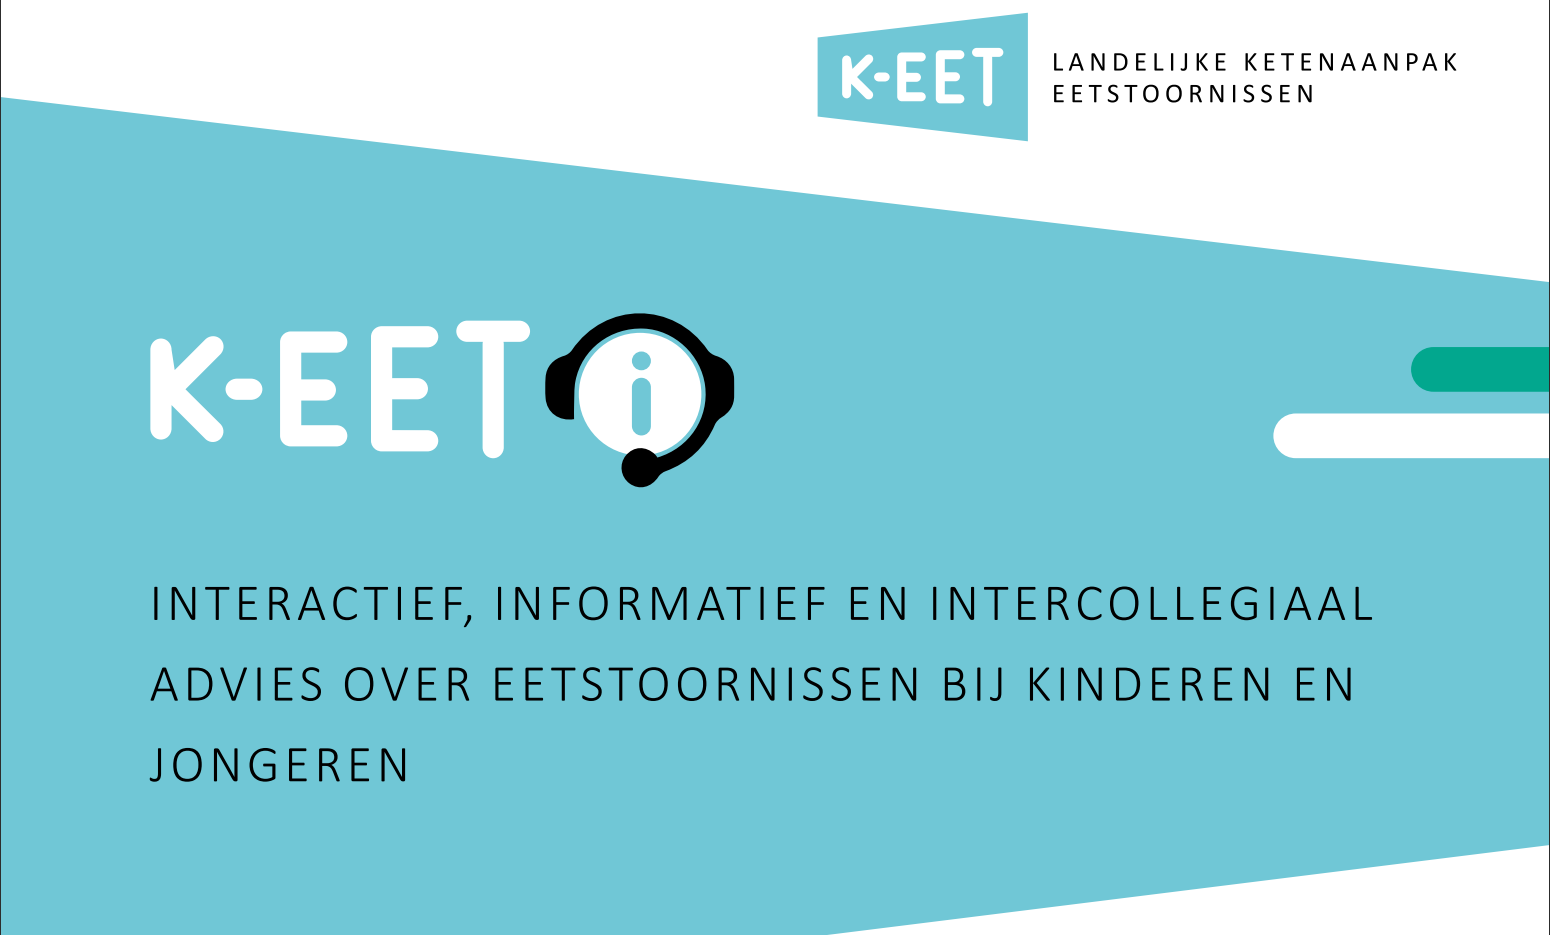 K-EET
LANDELIJKE KETENAANPAK
EETSTOORNISSEN
K-EET i
INTERACTIEF, INFORMATIEF EN INTERCOLLEGIAAL
ADVIES OVER EETSTOORNISSEN BIJ KINDEREN EN
JONGEREN